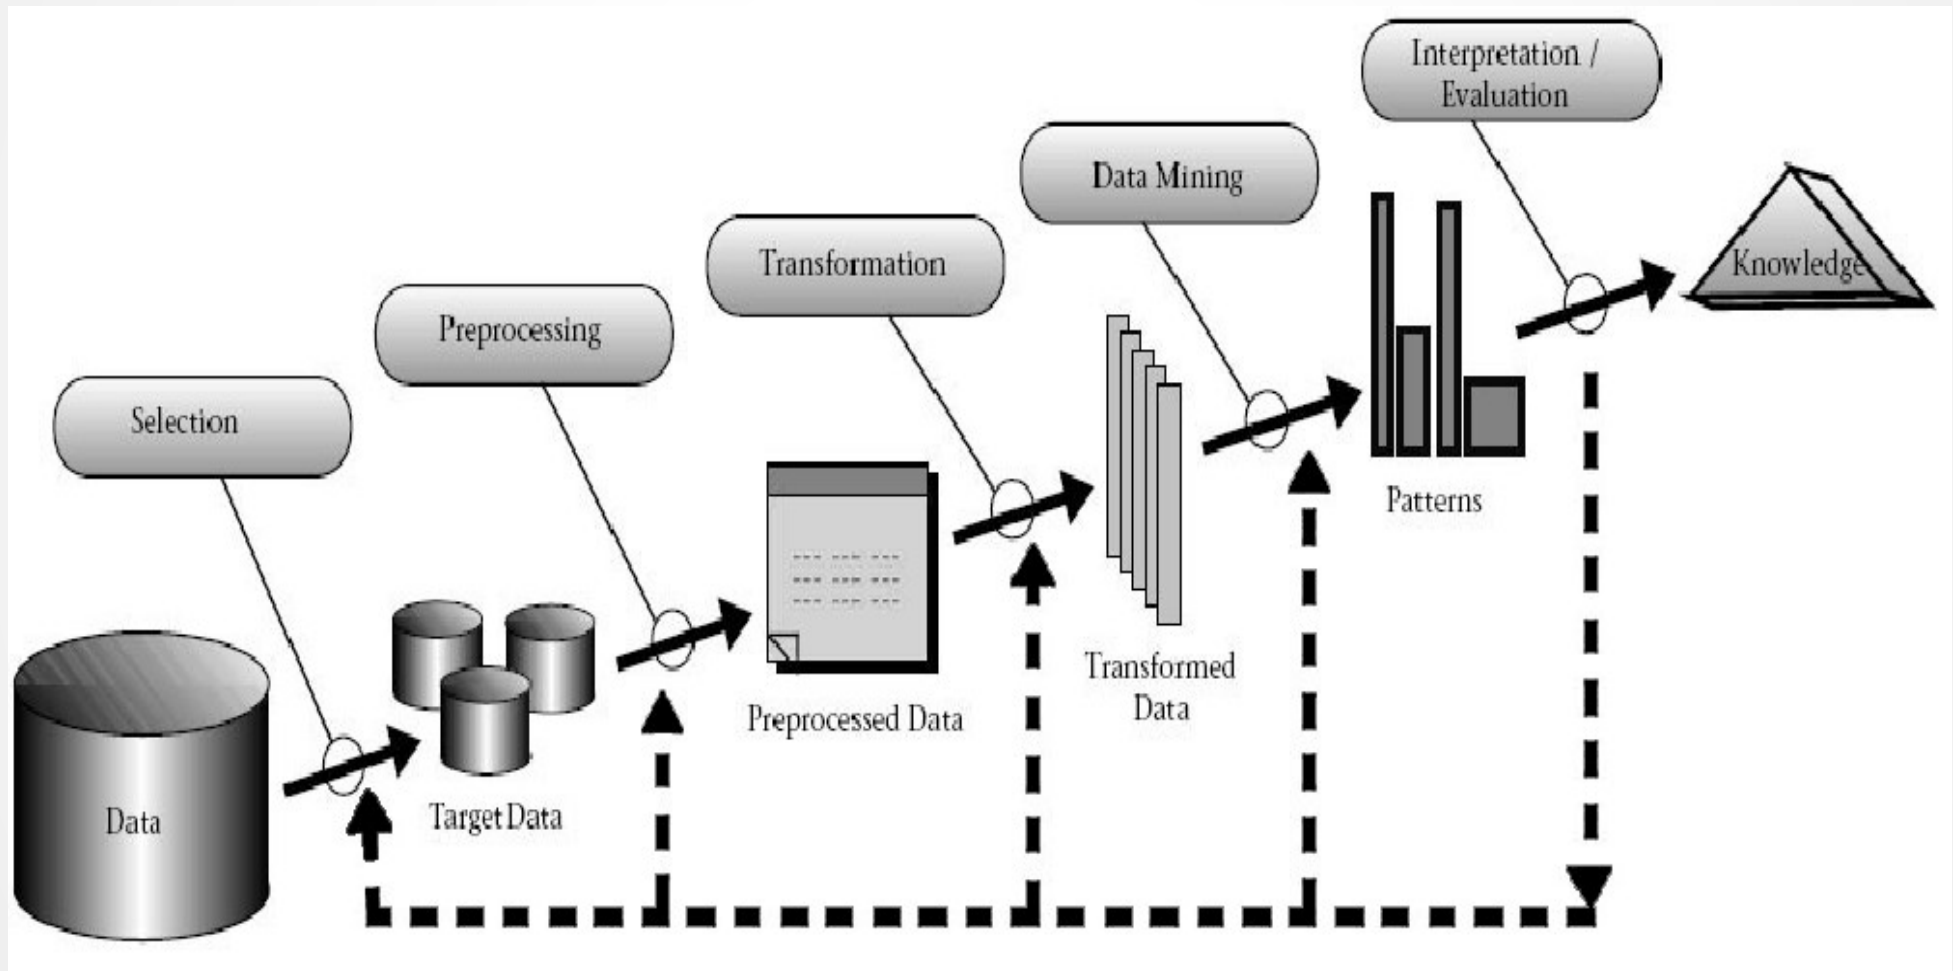 Interpretation /
Evaluation
Data Mining
Transformation
Preprocessing
Selection
Knowledge
Patterns
Transformed
Data
Preprocessed Data
Target Data
Data